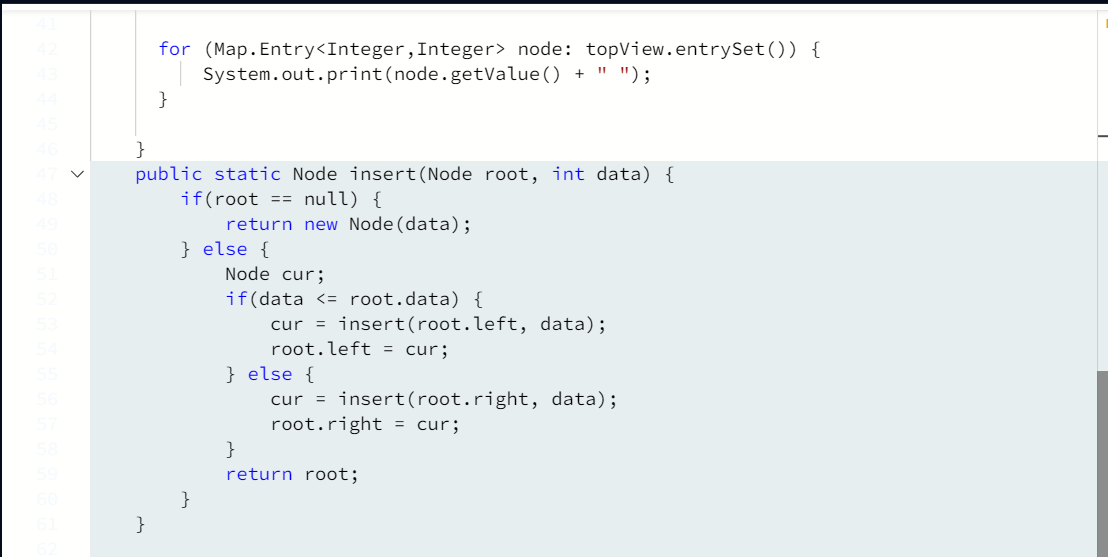 41
42 for (Map.Entry<Integer,Integer> node: topView.entrySet()) {
43 System.out.print(node.getValue() + " ");
44 }
45
46 }
47 public static Node insert(Node root, int data) {
48 if(root == null) {
49 return new Node(data);
50 } else {
51 Node cur;
52 if(data <= root.data) {
53 cur = insert(root.left, data);
54 root.left = cur;
55 } else {
56 cur = insert(root.right, data);
57 root.right = cur;
58 }
59 return root;
60 }
61 }
62